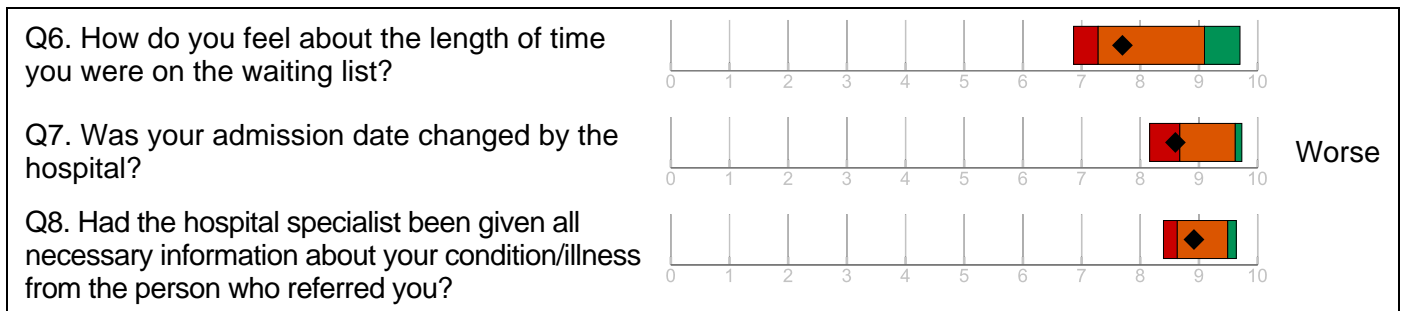 Q6. How do you feel about the length of time
you were on the waiting list?
0 1 2 3 4 5 6 7 8 9 10
Q7. Was your admission date changed by the
hospital?
Worse
0 1 2 3 4 5 6 7 8 9 10
Q8. Had the hospital specialist been given all
necessary information about your condition/illness
from the person who referred you?
0 1 2 3 4 5 6 7 8 9 10